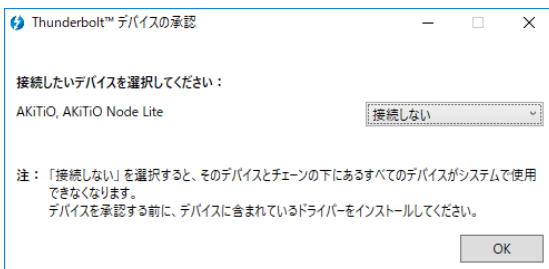 Thunderbolt™ デバイスの承認
接続したいデバイスを選択してください：
AKiTiO, AKiTiO Node Lite 接続しない
注：「接続しない」を選択すると、そのデバイスとチェーンの下にあるすべてのデバイスがシステムで使用
できなくなります。
デバイスを承認する前に、デバイスに含まれているドライバーをインストールしてください。
OK